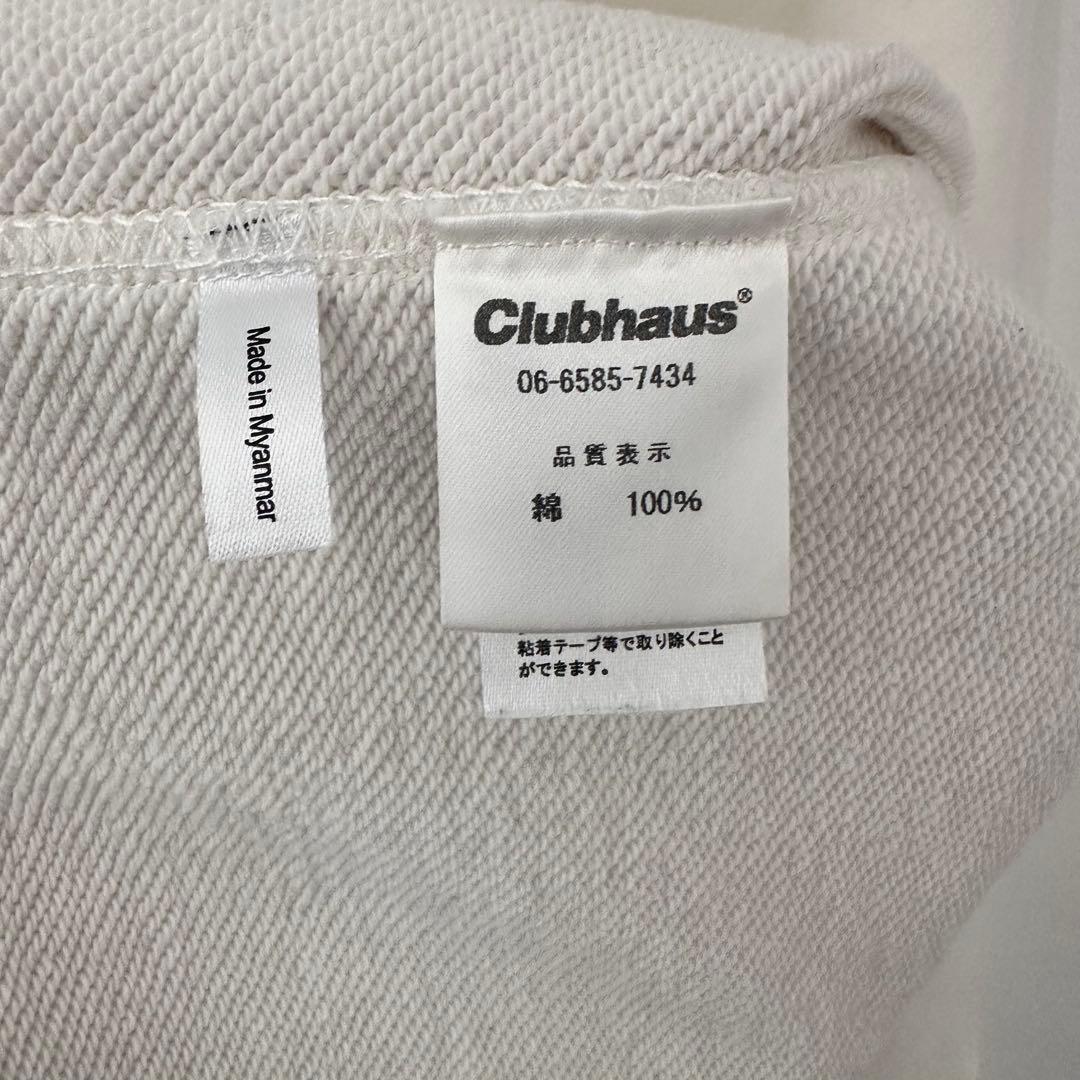 Made in Myanmar
Clubhaus®
06-6585-7434
品質表示
綿 100%
粘着テープ等で取り除くこと
ができます。